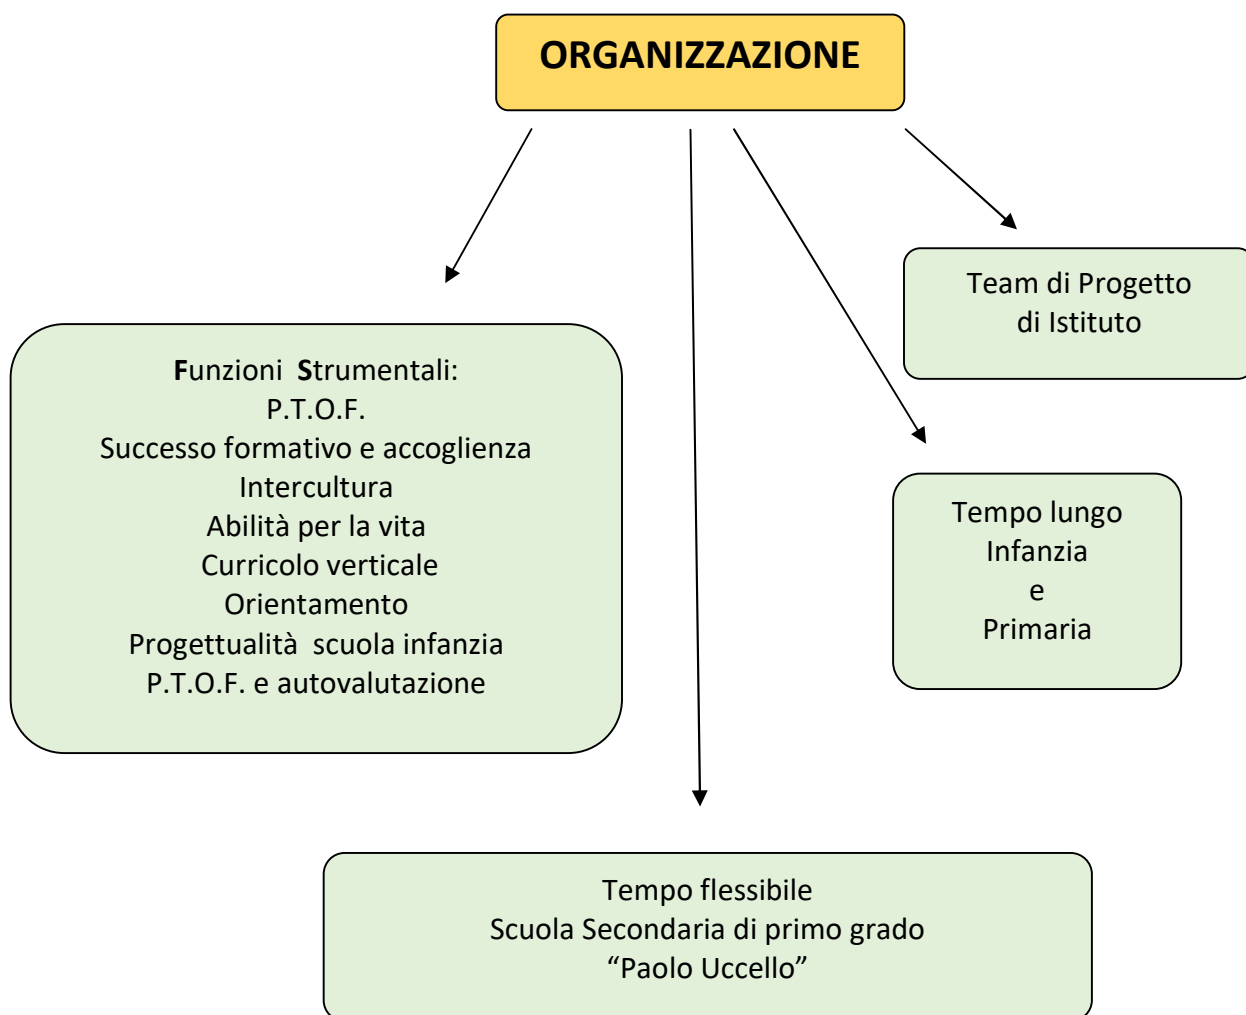 ORGANIZZAZIONE
Team di Progetto
di Istituto
Funzioni  Strumentali:
P.T.O.F.
Successo formativo e accoglienza
Intercultura
Abilità per la vita
Curricolo verticale
Orientamento
Progettualità  scuola infanzia
P.T.O.F. e autovalutazione
Tempo lungo
Infanzia
e
Primaria
Tempo flessibile
Scuola Secondaria di primo grado
“Paolo Uccello”